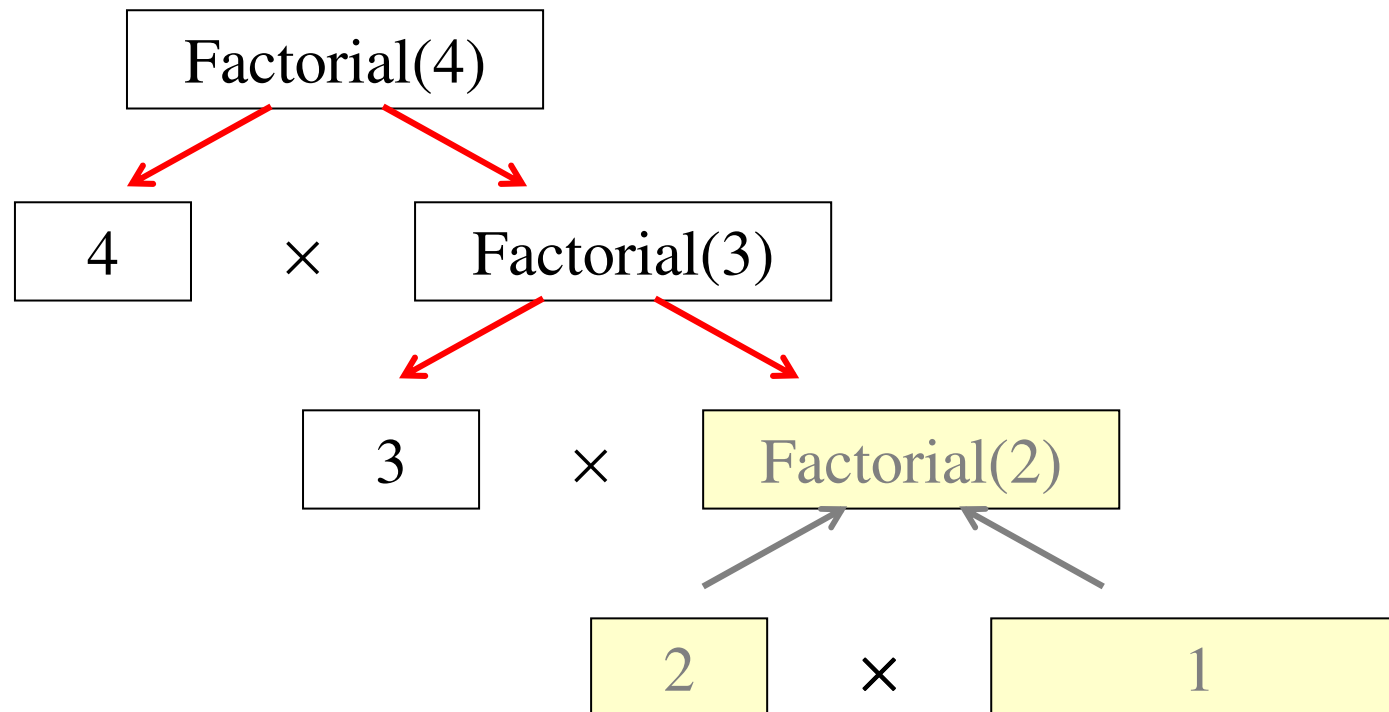 Factorial(4)
4 × Factorial(3)
3 × Factorial(2)
2 × 1